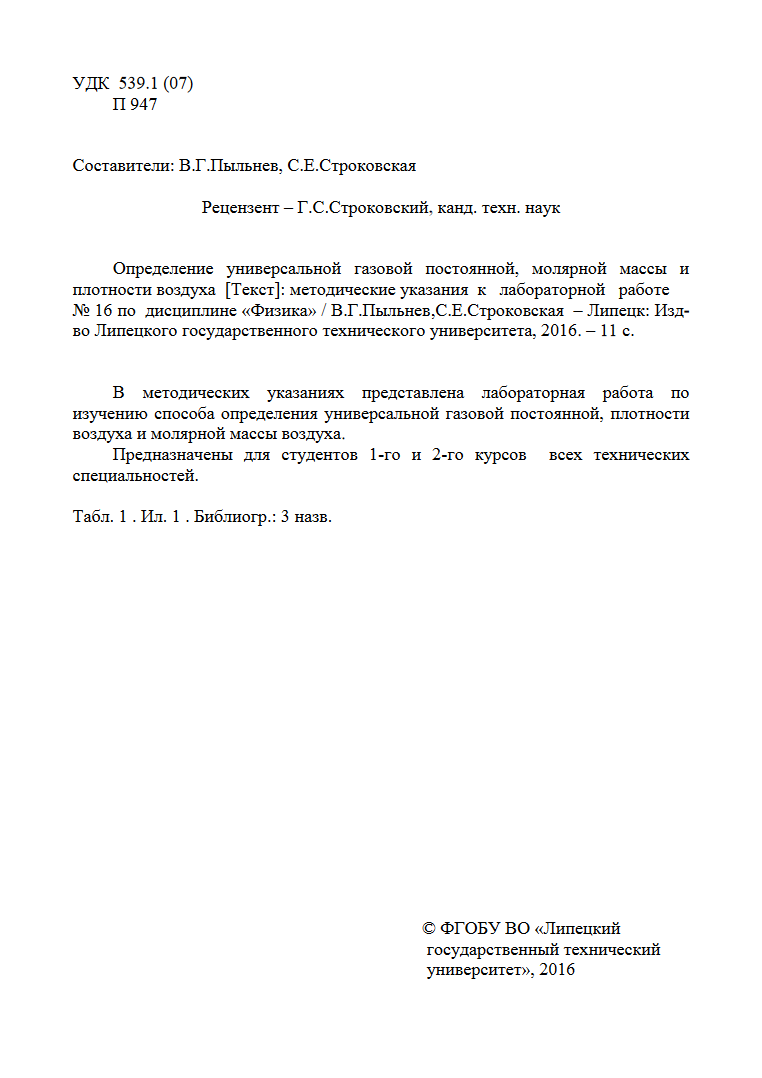 УДК 539.1 (07)
П 947
Составители: В.Г.Пыльнев, С.Е.Строковская
Рецензент – Г.С.Строковский, канд. техн. наук
Определение универсальной газовой постоянной, молярной массы и
плотности воздуха [Текст]: методические указания к лабораторной работе
№ 16 по дисциплине «Физика» / В.Г.Пыльнев,С.Е.Строковская – Липецк: Изд-
во Липецкого государственного технического университета, 2016. – 11 с.
В методических указаниях представлена лабораторная работа по
изучению способа определения универсальной газовой постоянной, плотности
воздуха и молярной массы воздуха.
Предназначены для студентов 1-го и 2-го курсов всех технических
специальностей.
Табл. 1 . Ил. 1 . Библиогр.: 3 назв.
© ФГОБУ ВО «Липецкий
государственный технический
университет», 2016